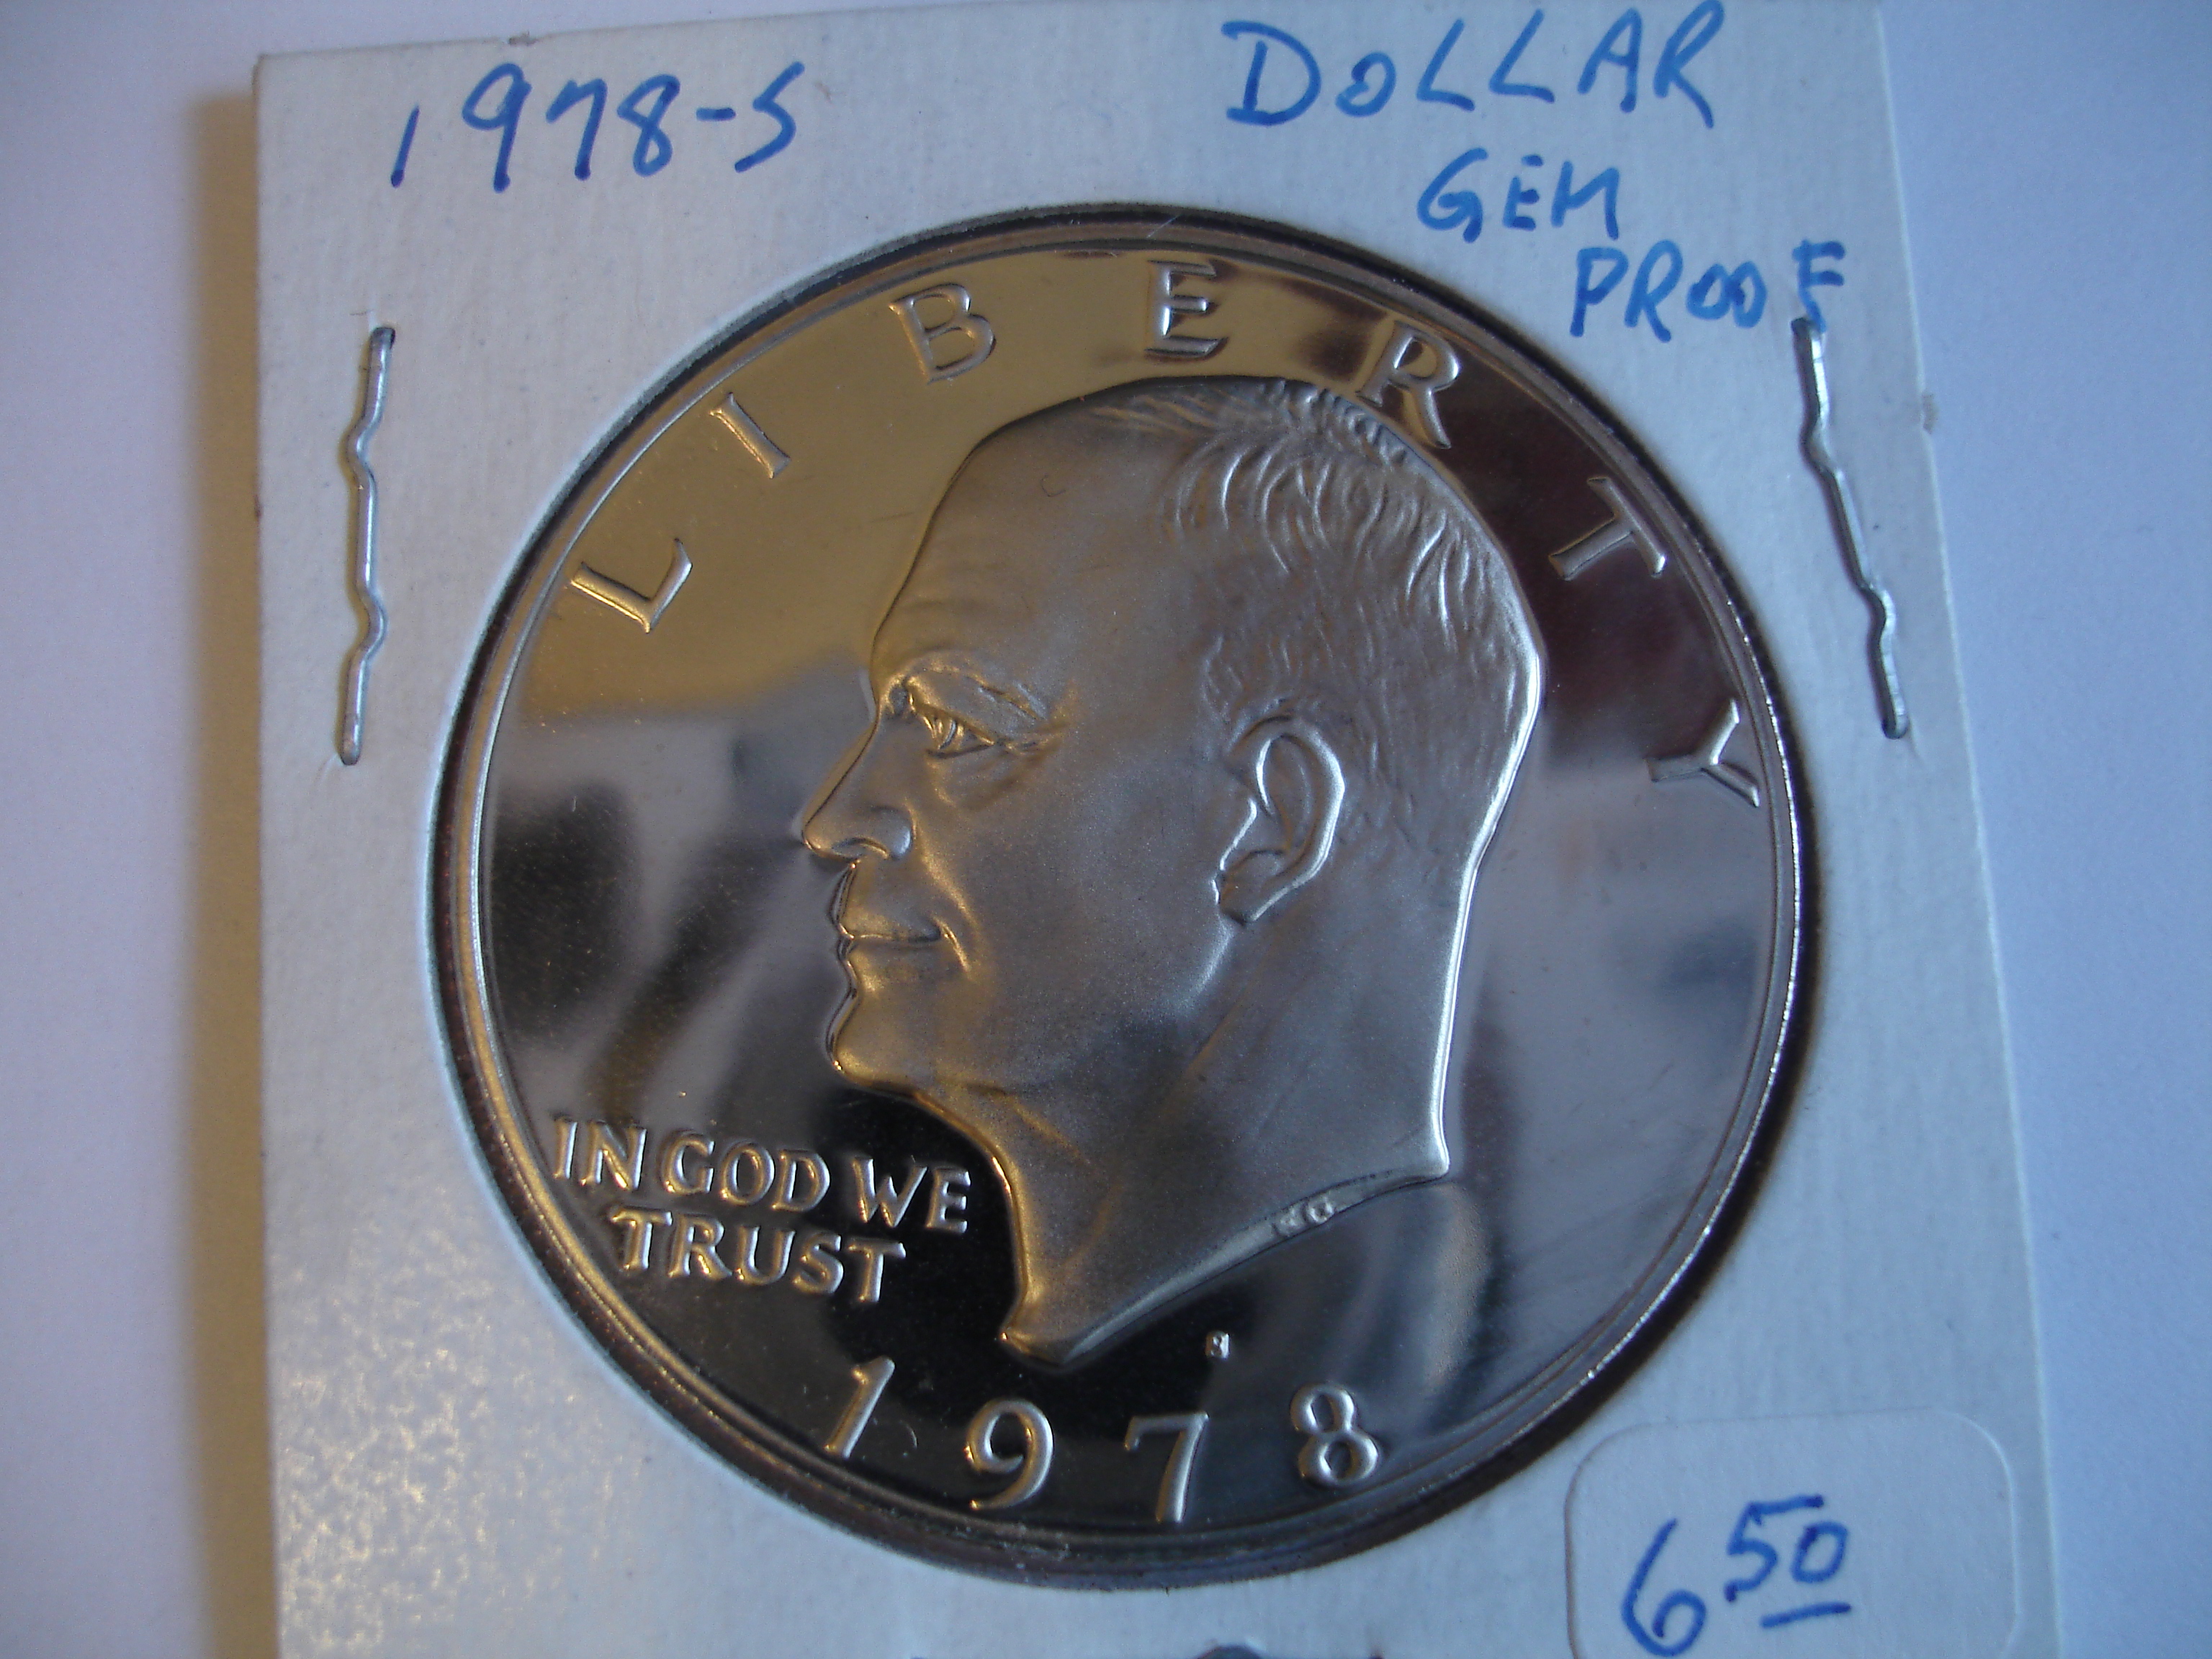 1978-S
DOLLAR
GEM
PROOF
LIBERTY
IN GOD WE
TRUST
S
1978
6 50